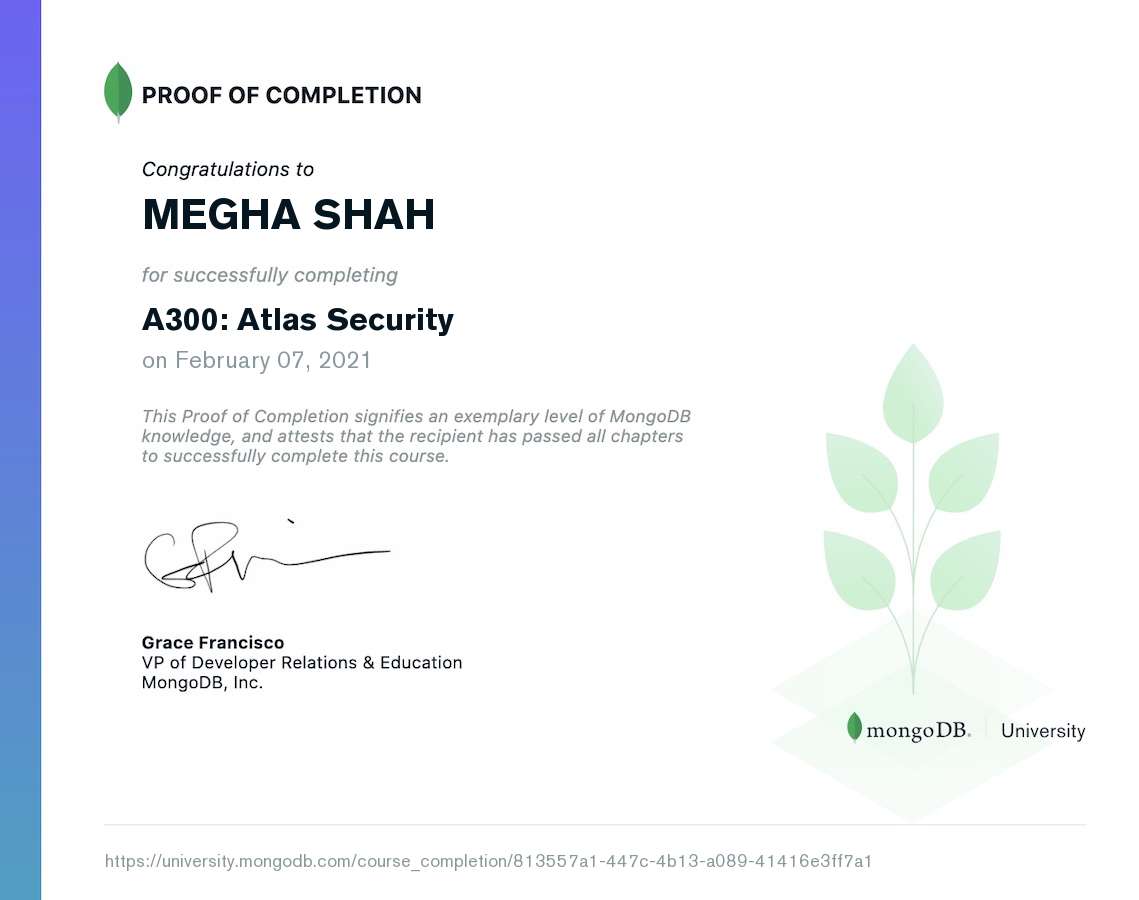 PROOF OF COMPLETION
Congratulations to
MEGHA SHAH
for successfully completing
A300: Atlas Security
on February 07, 2021
This Proof of Completion signifies an exemplary level of MongoDB
knowledge, and attests that the recipient has passed all chapters
to successfully complete this course.
Grace Francisco
VP of Developer Relations & Education
MongoDB, Inc.
mongoDB. University
https://university.mongodb.com/course_completion/813557a1-447c-4b13-a089-41416e3ff7a1